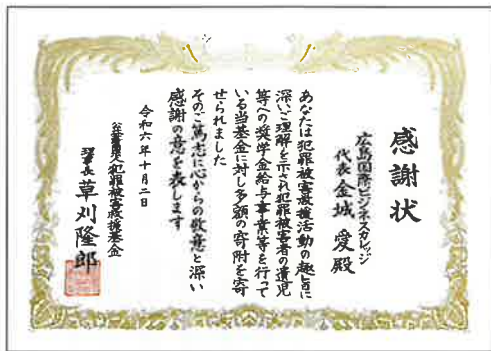 感謝状
広島国際ビジネスカレッジ
代表 金城 愛 殿
あなたは犯罪被害救援活動の趣旨に
深いご理解を示され犯罪被害者の遺児
等への奨学金給与事業等を行って
いる当基金に対し多額の寄附を寄
せられました
そのご篤志に心からの敬意と深い
感謝の意を表します
令和六年十月二日
公益財団法人犯罪被害救援基金
理事長 草刈隆郎